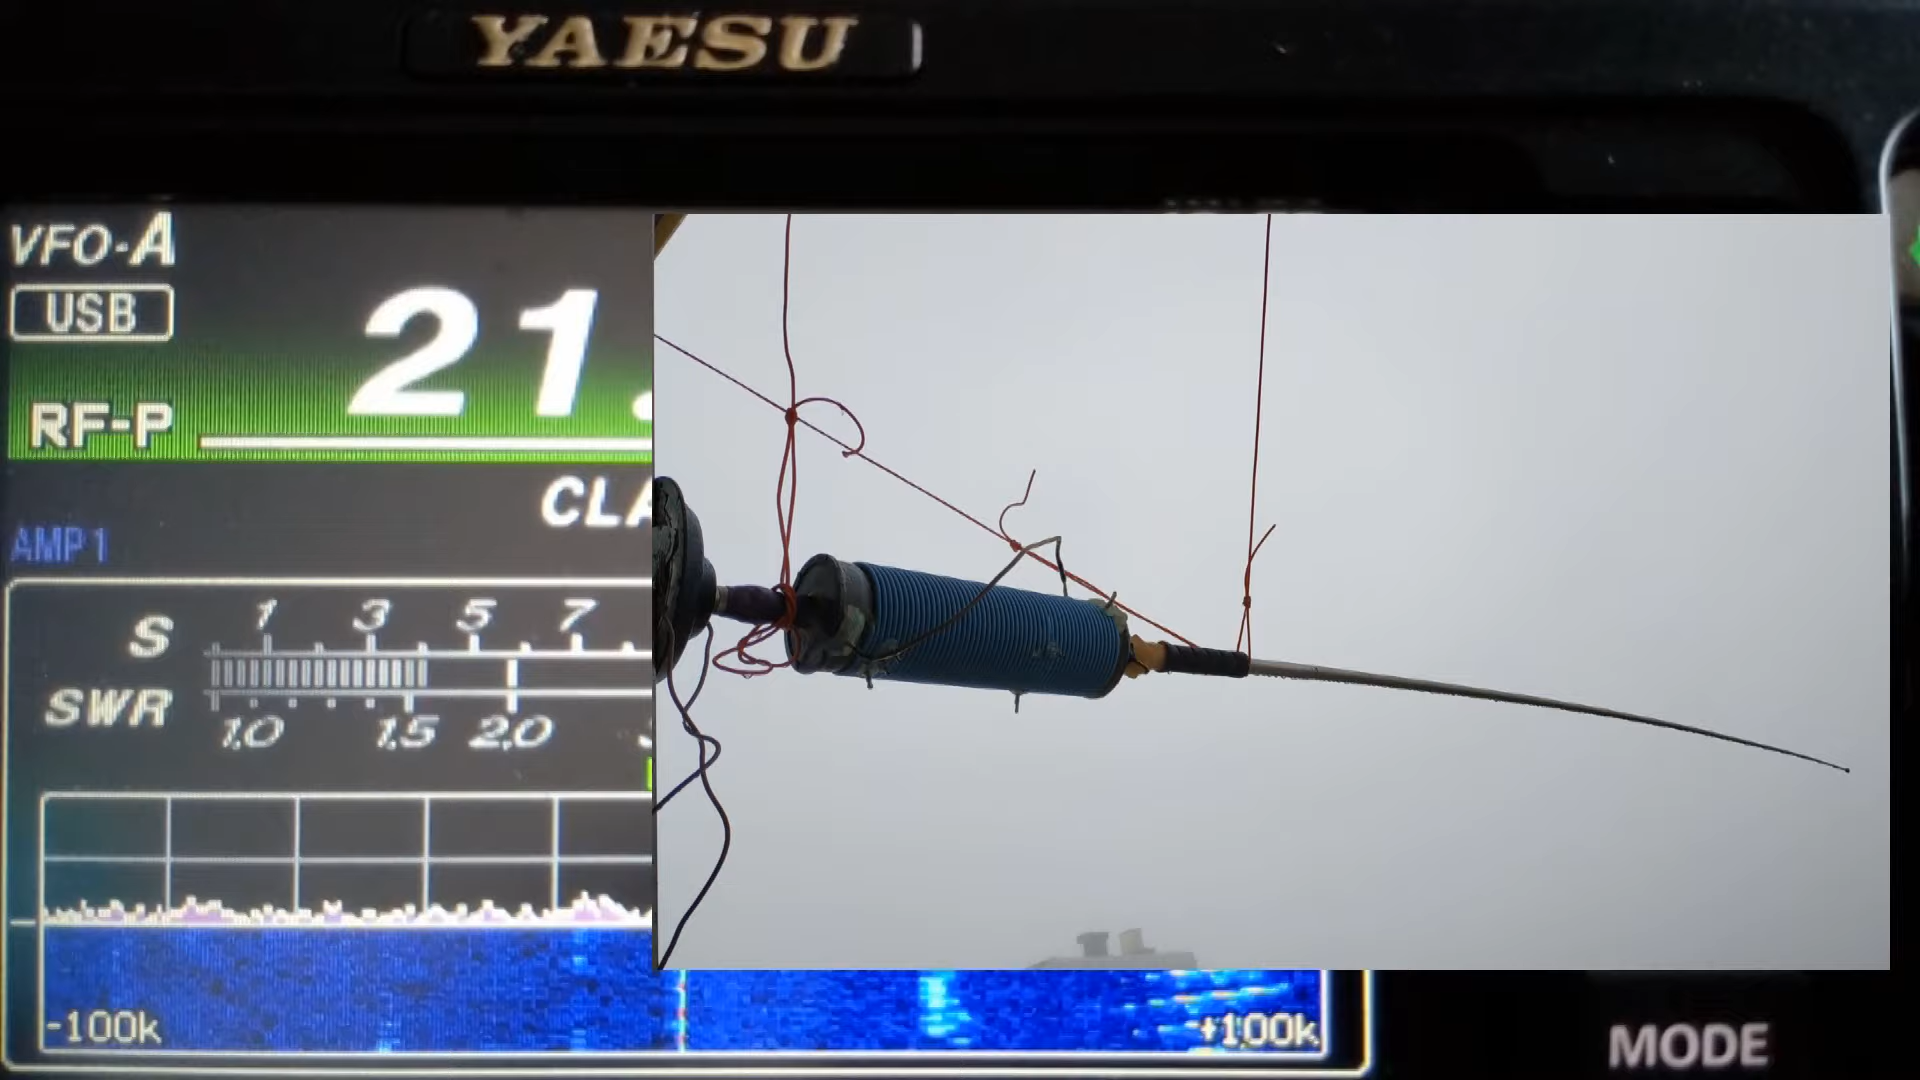 YAESU
VFO-A
USB
21.
RF-P
CLA
AMP1
S 1 3 5 7
SWR 1.0 1.5 2.0
-100k +100k
MODE